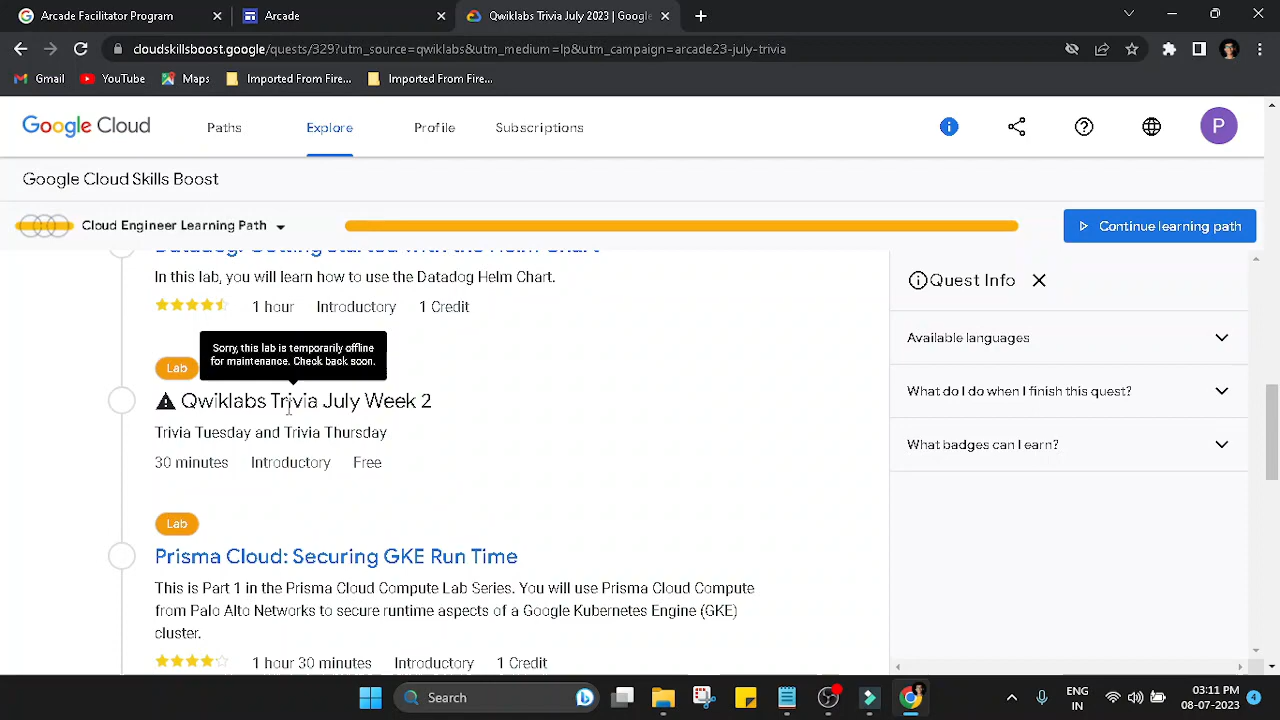 Arcade Facilitator Program
Arcade
Qwiklabs Trivia July 2023 | Google
cloudskillsboost.google/quests/329?utm_source=qwiklabs&utm_medium=lp&utm_campaign=arcade23-july-trivia
Gmail
YouTube
Maps
Imported From Fire...
Imported From Fire...
Google Cloud
Paths
Explore
Profile
Subscriptions
P
Google Cloud Skills Boost
Cloud Engineer Learning Path
Continue learning path
Datadog: Getting started with the Helm Chart
In this lab, you will learn how to use the Datadog Helm Chart.
1 hour Introductory 1 Credit
Sorry, this lab is temporarily offline
for maintenance. Check back soon.
Lab
Qwiklabs Trivia July Week 2
Trivia Tuesday and Trivia Thursday
30 minutes Introductory Free
Lab
Prisma Cloud: Securing GKE Run Time
This is Part 1 in the Prisma Cloud Compute Lab Series. You will use Prisma Cloud Compute
from Palo Alto Networks to secure runtime aspects of a Google Kubernetes Engine (GKE)
cluster.
1 hour 30 minutes Introductory 1 Credit
Quest Info
Available languages
What do I do when I finish this quest?
What badges can I earn?
Search
ENG
IN
03:11 PM
08-07-2023
4